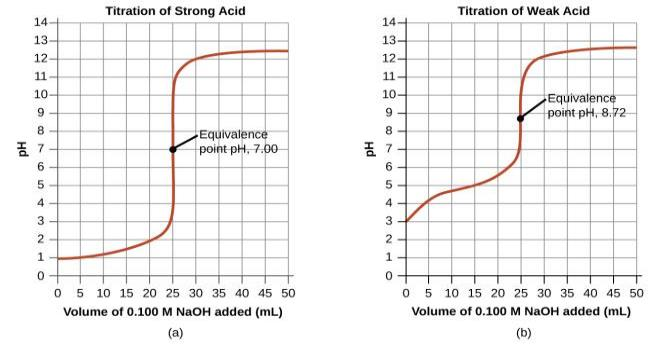 Titration of Strong Acid
14
13
12
11
10
9
8
7
6
5
4
3
2
1
0
pH
Equivalence
point pH, 7.00
0 5 10 15 20 25 30 35 40 45 50
Volume of 0.100 M NaOH added (mL)
(a)
Titration of Weak Acid
14
13
12
11
10
9
8
7
6
5
4
3
2
1
0
pH
Equivalence
point pH, 8.72
0 5 10 15 20 25 30 35 40 45 50
Volume of 0.100 M NaOH added (mL)
(b)